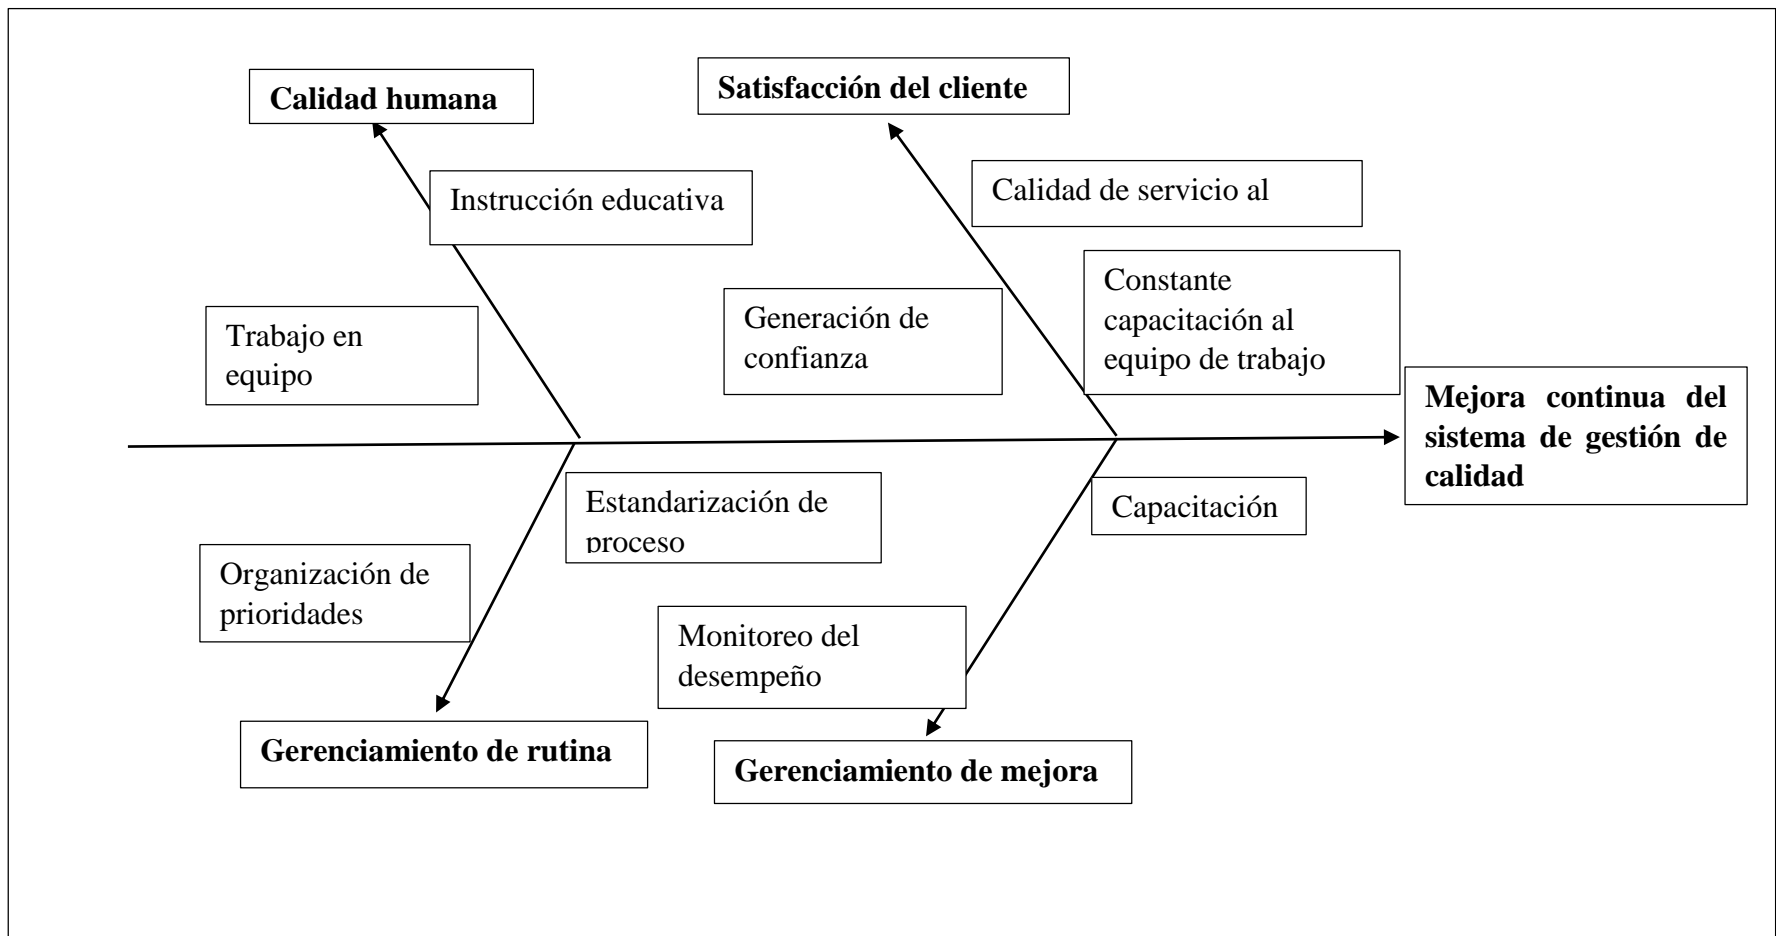 Calidad humana
Satisfacción del cliente
Instrucción educativa
Calidad de servicio al
Trabajo en
equipo
Generación de
confianza
Constante
capacitación al
equipo de trabajo
Mejora continua del
sistema de gestión de
calidad
Estandarización de
proceso
Capacitación
Organización de
prioridades
Monitoreo del
desempeño
Gerenciamiento de rutina
Gerenciamiento de mejora